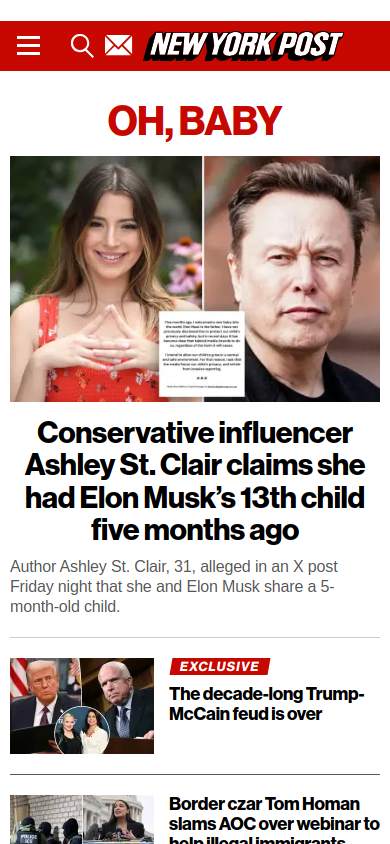 NEW YORK POST
OH, BABY
Conservative influencer
Ashley St. Clair claims she
had Elon Musk’s 13th child
five months ago
Author Ashley St. Clair, 31, alleged in an X post
Friday night that she and Elon Musk share a 5-
month-old child.
EXCLUSIVE
The decade-long Trump-
McCain feud is over
POLICE
ICE
Border czar Tom Homan
slams AOC over webinar to
help illegal immigrants